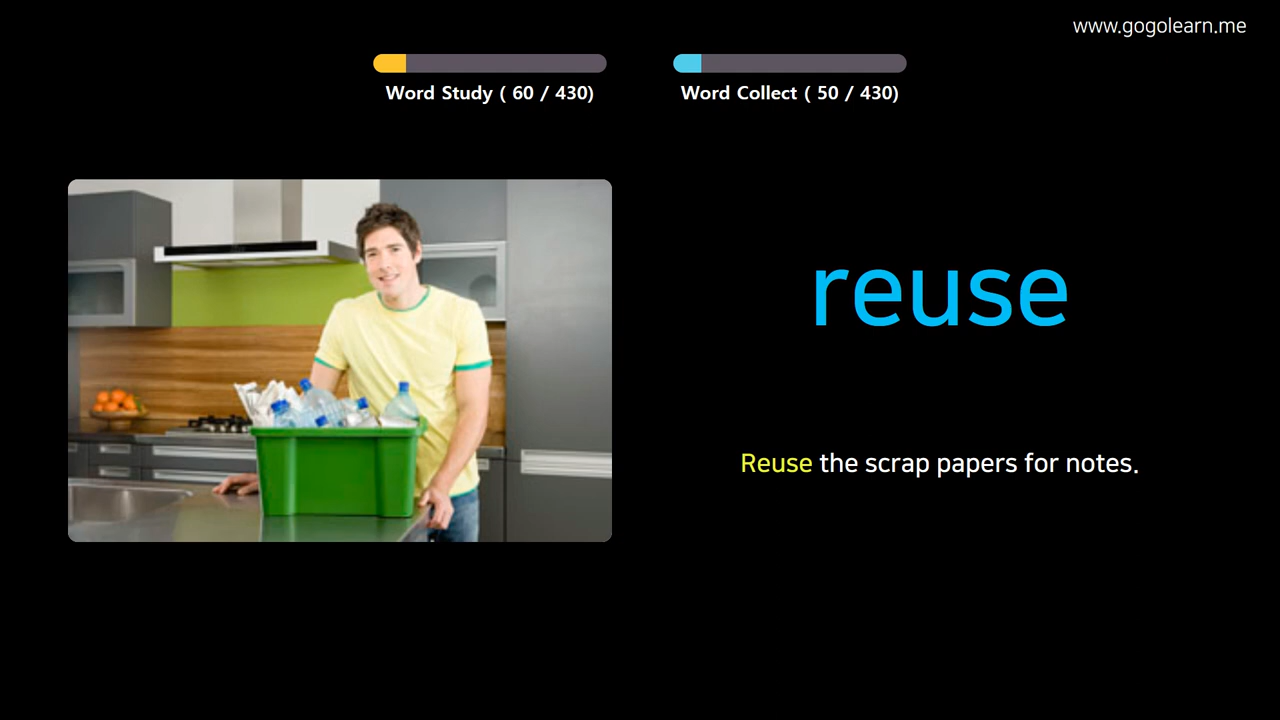 www.gogolearn.me
Word Study ( 60 / 430)
Word Collect ( 50 / 430)
reuse
Reuse the scrap papers for notes.